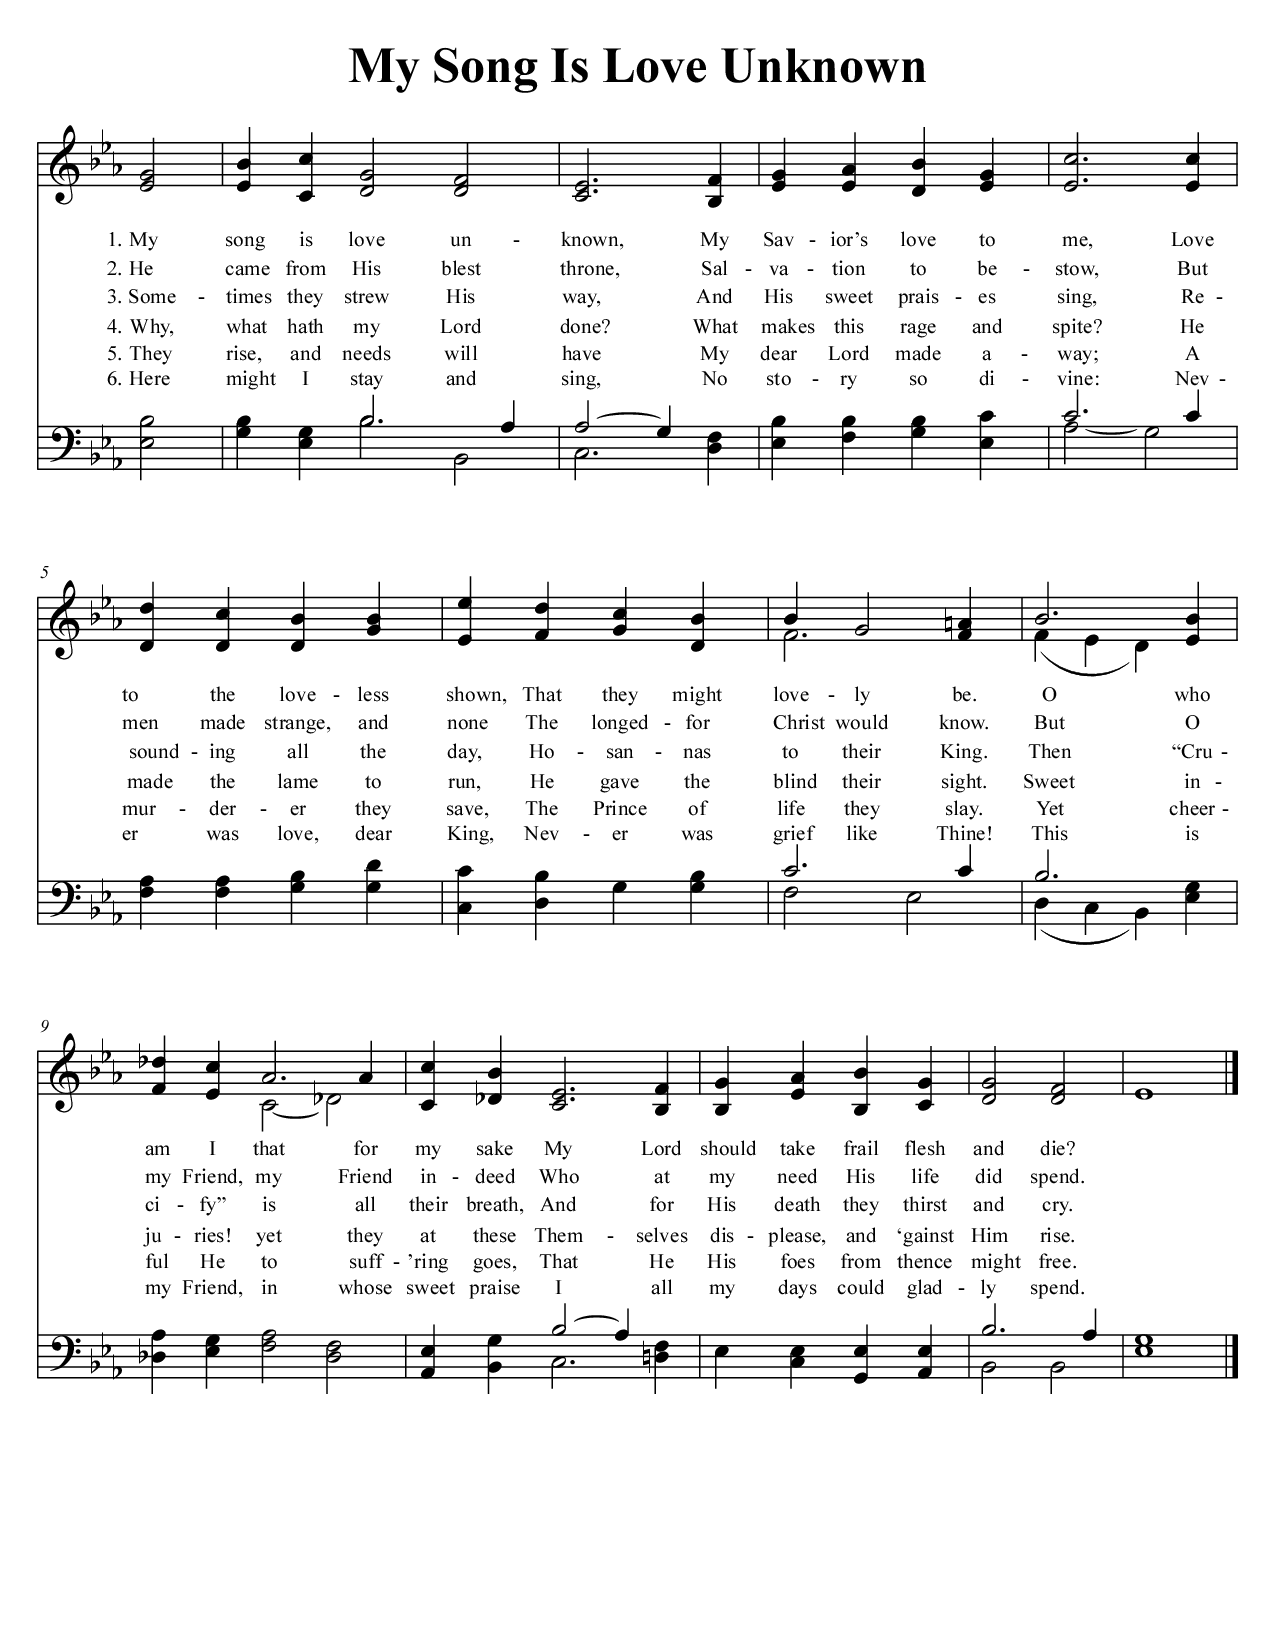 My Song Is Love Unknown
1. My song is love un - known, My Sav - ior’s love to me, Love
2. He came from His blest throne, Sal - va - tion to be - stow, But
3. Some - times they strew His way, And His sweet prais - es sing, Re -
4. Why, what hath my Lord done? What makes this rage and spite? He
5. They rise, and needs will have My dear Lord made a - way; A
6. Here might I stay and sing, No sto - ry so di - vine: Nev -
5
to the love - less shown, That they might love - ly be. O who
men made strange, and none The longed - for Christ would know. But O
sound - ing all the day, Ho - san - nas to their King. Then “Cru -
made the lame to run, He gave the blind their sight. Sweet in -
mur - der - er they save, The Prince of life they slay. Yet cheer -
er was love, dear King, Nev - er was grief like Thine! This is
9
am I that for my sake My Lord should take frail flesh and die?
my Friend, my Friend in - deed Who at my need His life did spend.
ci - fy” is all their breath, And for His death they thirst and cry.
ju - ries! yet they at these Them - selves dis - please, and ‘gainst Him rise.
ful He to suff - ’ring goes, That He His foes from thence might free.
my Friend, in whose sweet praise I all my days could glad - ly spend.